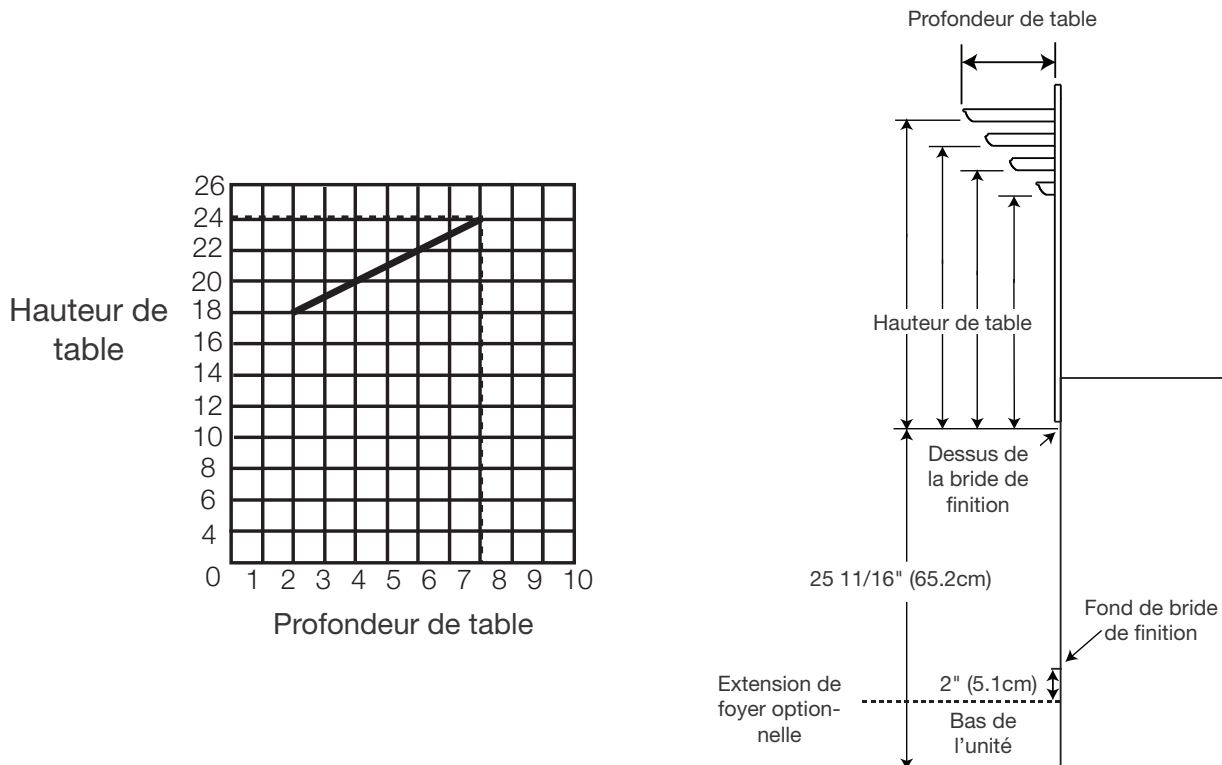 Profondeur de table
26
24
22
20
18
16
14
12
10
8
6
4
0
1 2 3 4 5 6 7 8 9 10
Hauteur de
table
Profondeur de table
Hauteur de table
Dessus de
la bride de
finition
25 11/16" (65.2cm)
Fond de bride
de finition
2" (5.1cm)
Extension de
foyer option-
nelle
Bas de
l'unité